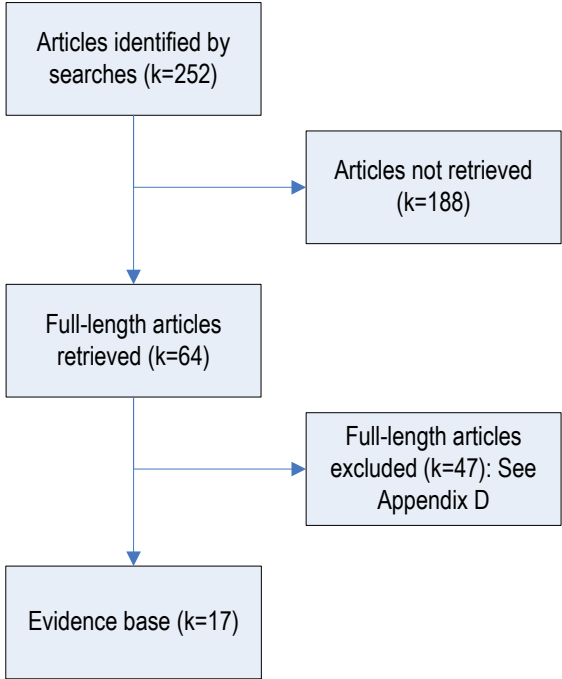 Articles identified by
searches (k=252)
Articles not retrieved
(k=188)
Full-length articles
retrieved (k=64)
Full-length articles
excluded (k=47): See
Appendix D
Evidence base (k=17)